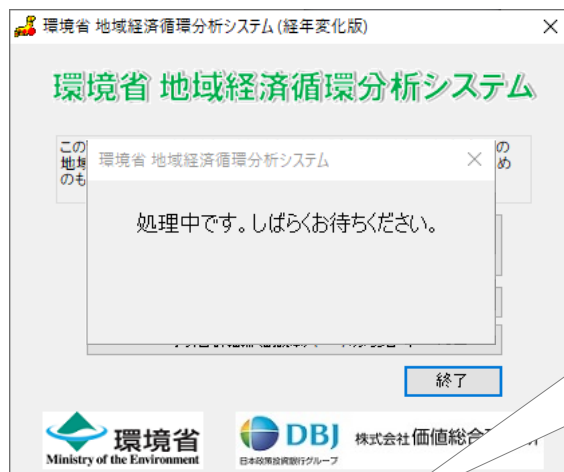 環境省 地域経済循環分析システム (経年変化版)
環境省 地域経済循環分析システム
この
の
地域
め
のも
環境省 地域経済循環分析システム
処理中です。しばらくお待ちください。
終了
環境省
Ministry of the Environment
DBJ
日本政策投資銀行グループ
株式会社価値総合